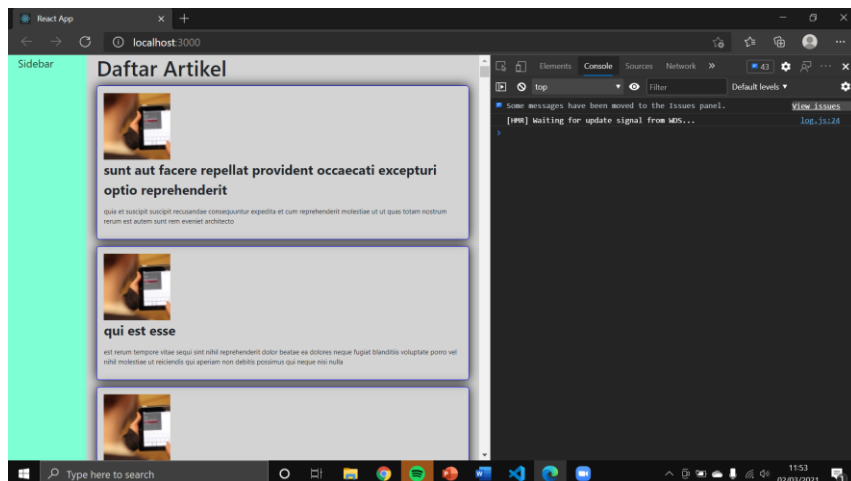 React App
localhost:3000
Sidebar
Daftar Artikel
sunt aut facere repellat provident occaecati excepturi
optio reprehenderit
quia et suscipit suscipit recusandae consequuntur expedita et cum reprehenderit molestiae ut ut quas totam nostrum
rerum est autem sunt rem eveniet architecto
qui est esse
est rerum tempore vitae sequi sint nihil reprehenderit dolor beatae ea dolores neque fugiat blanditiis voluptate porro vel
nihil molestiae ut reiciendis qui aperiam non debitis possimus qui neque nisi nulla
Elements Console Sources Network » 43
top Filter Default levels
Some messages have been moved to the Issues panel. View issues
[HMR] Waiting for update signal from WDS... log.js:24
Type here to search
11:53
02/03/2021